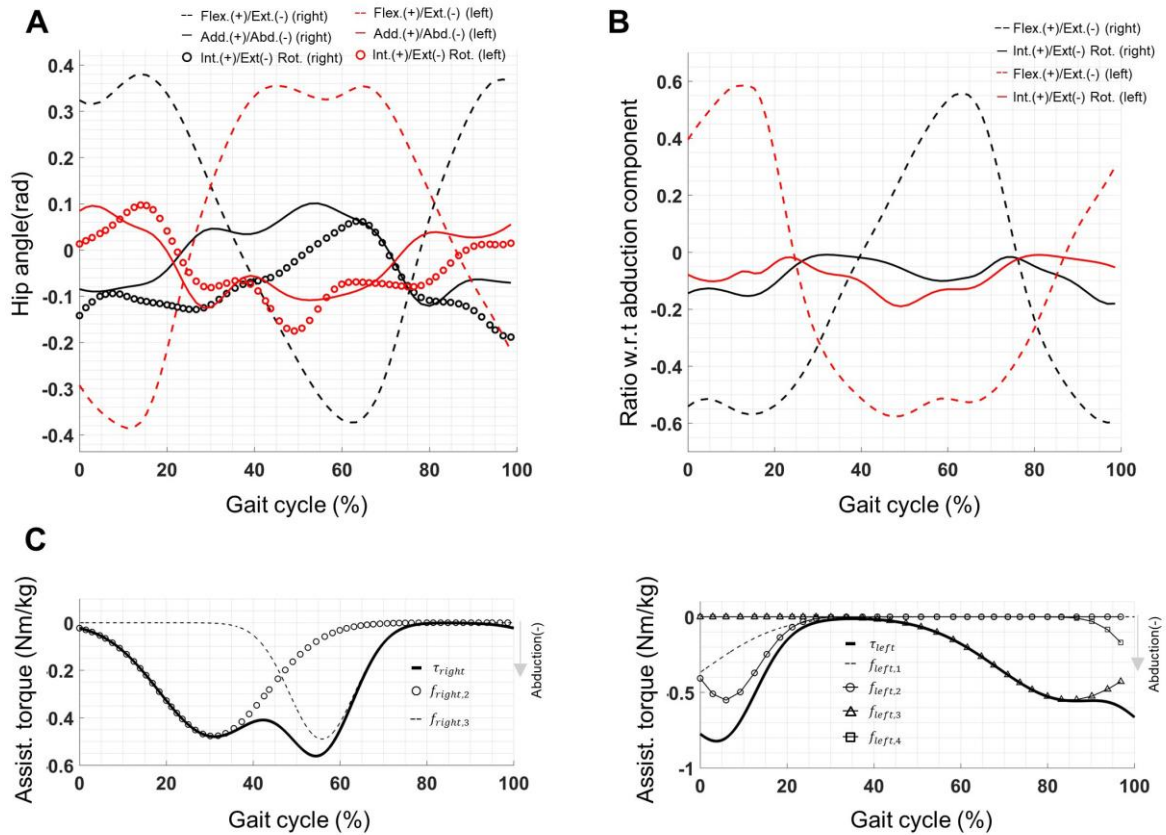 A
Flex.(+)/Ext.(-) (right)
Add.(+)/Abd.(-) (right)
Int.(+)/Ext(-) Rot. (right)
Flex.(+)/Ext.(-) (left)
Add.(+)/Abd.(-) (left)
Int.(+)/Ext(-) Rot. (left)
Hip angle(rad)
0.4
0.3
0.2
0.1
0
-0.1
-0.2
-0.3
-0.4
0 20 40 60 80 100
Gait cycle (%)
B
Flex.(+)/Ext.(-) (right)
Int.(+)/Ext(-) Rot. (right)
Flex.(+)/Ext.(-) (left)
Int.(+)/Ext(-) Rot. (left)
Ratio w.r.t abduction component
0.6
0.4
0.2
0
-0.2
-0.4
-0.6
0 20 40 60 80 100
Gait cycle (%)
C
Assist. torque (Nm/kg)
0
-0.2
-0.4
-0.6
τright
fright,2
fright,3
Abduction(-)
0 20 40 60 80 100
Gait cycle (%)
Assist. torque (Nm/kg)
0
-0.5
-1
τleft
fleft,1
fleft,2
fleft,3
fleft,4
Abduction(-)
0 20 40 60 80 100
Gait cycle (%)